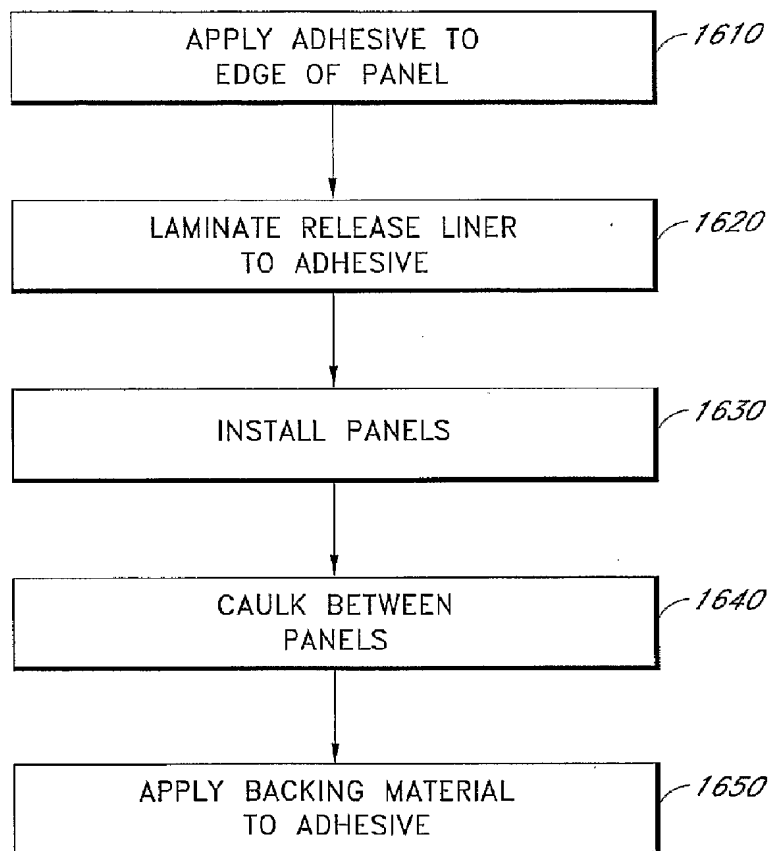 APPLY ADHESIVE TO
EDGE OF PANEL
1610
LAMINATE RELEASE LINER
TO ADHESIVE
1620
INSTALL PANELS
1630
CAULK BETWEEN
PANELS
1640
APPLY BACKING MATERIAL
TO ADHESIVE
1650